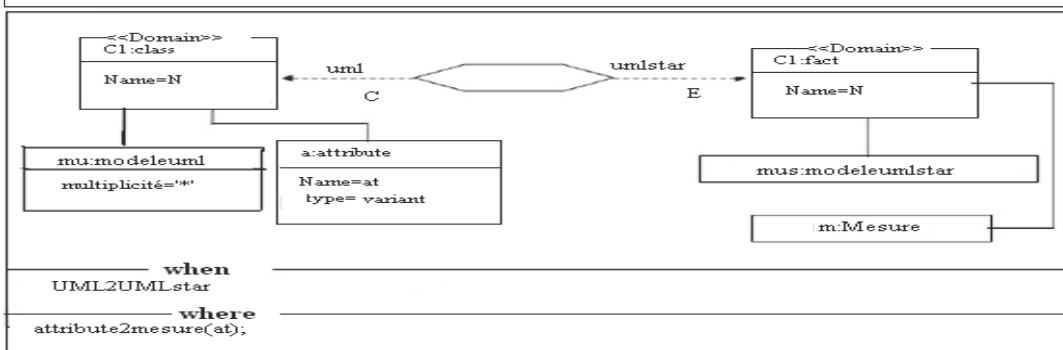 <<Domain>>
C1:class
Name=N
mu:modeleuml
multiplicité='*'
a:attribute
Name=at
type= variant
uml
C
umlstar
E
<<Domain>>
C1:fact
Name=N
mus:modeleumlstar
m:Mesure
when
UML2UMLstar
where
attribute2mesure(at);